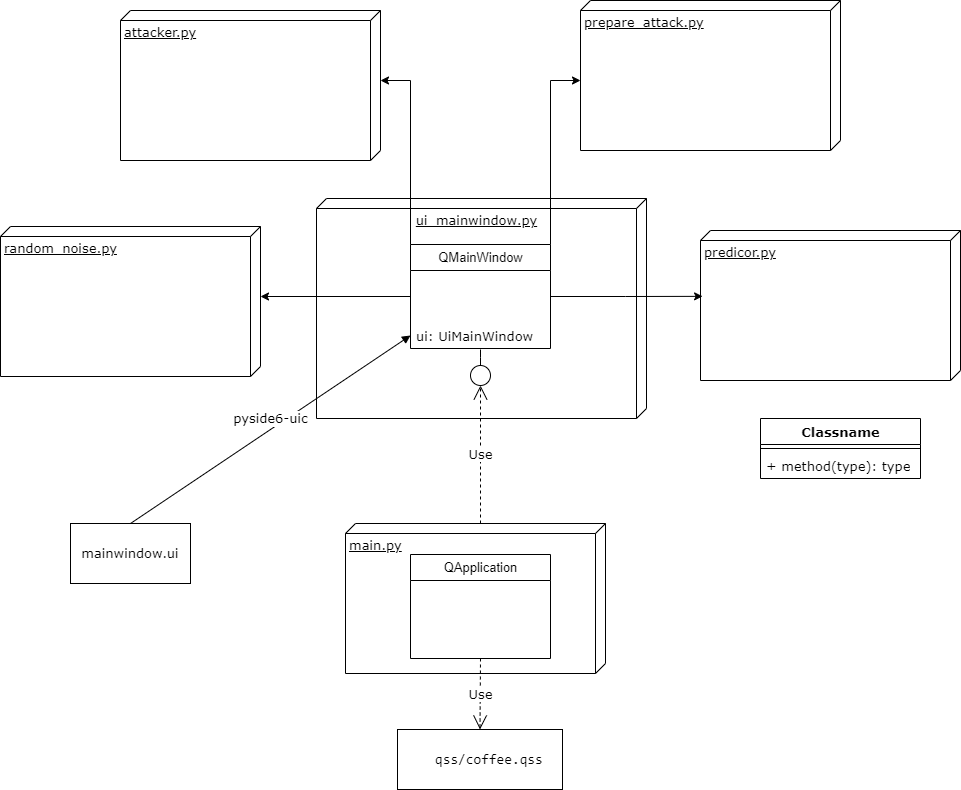 attacker.py
prepare_attack.py
ui_mainwindow.py
QMainWindow
ui: UiMainWindow
random_noise.py
predicor.py
pyside6-uic
Classname
+ method(type): type
Use
mainwindow.ui
main.py
QApplication
Use
qss/coffee.qss